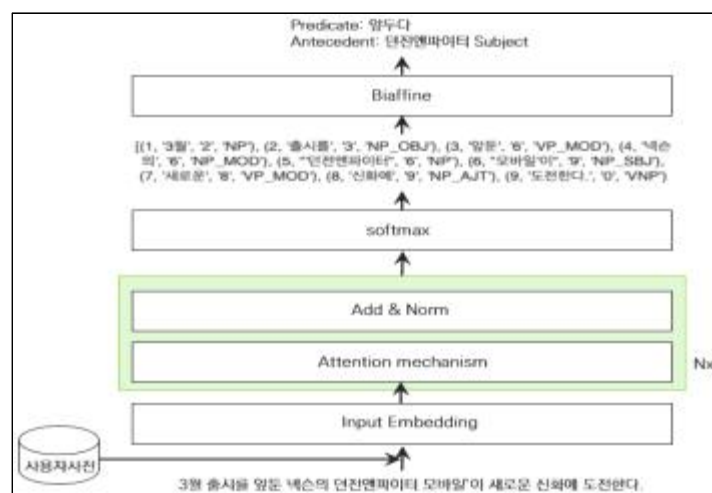 Predicate: 앞두다
Antecedent: 던전앤파이터 Subject
Biaffine
[(1, '3월', '2', 'NP'), (2, '출시를', '3', 'NP_OBJ'), (3, '앞둔', '6', 'VP_MOD'), (4, '넥슨
의', '6', 'NP_MOD'), (5, '"던전앤파이터"', '6', 'NP'), (6, "모바일'이", '9', 'NP_SBJ'),
(7, '새로운', '8', 'VP_MOD'), (8, '신화에', '9', 'NP_AJT'), (9, '도전한다.', '0', 'VNP')
softmax
Add & Norm
Attention mechanism
Nx
Input Embedding
사용자사전
3월 출시를 앞둔 넥슨의 던전앤파이터 모바일'이 새로운 신화에 도전한다.